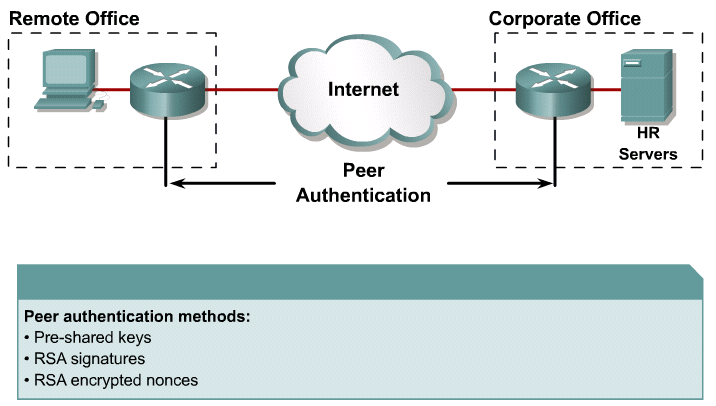 Remote Office
Corporate Office
Internet
HR
Servers
Peer
Authentication
Peer authentication methods:
• Pre-shared keys
• RSA signatures
• RSA encrypted nonces